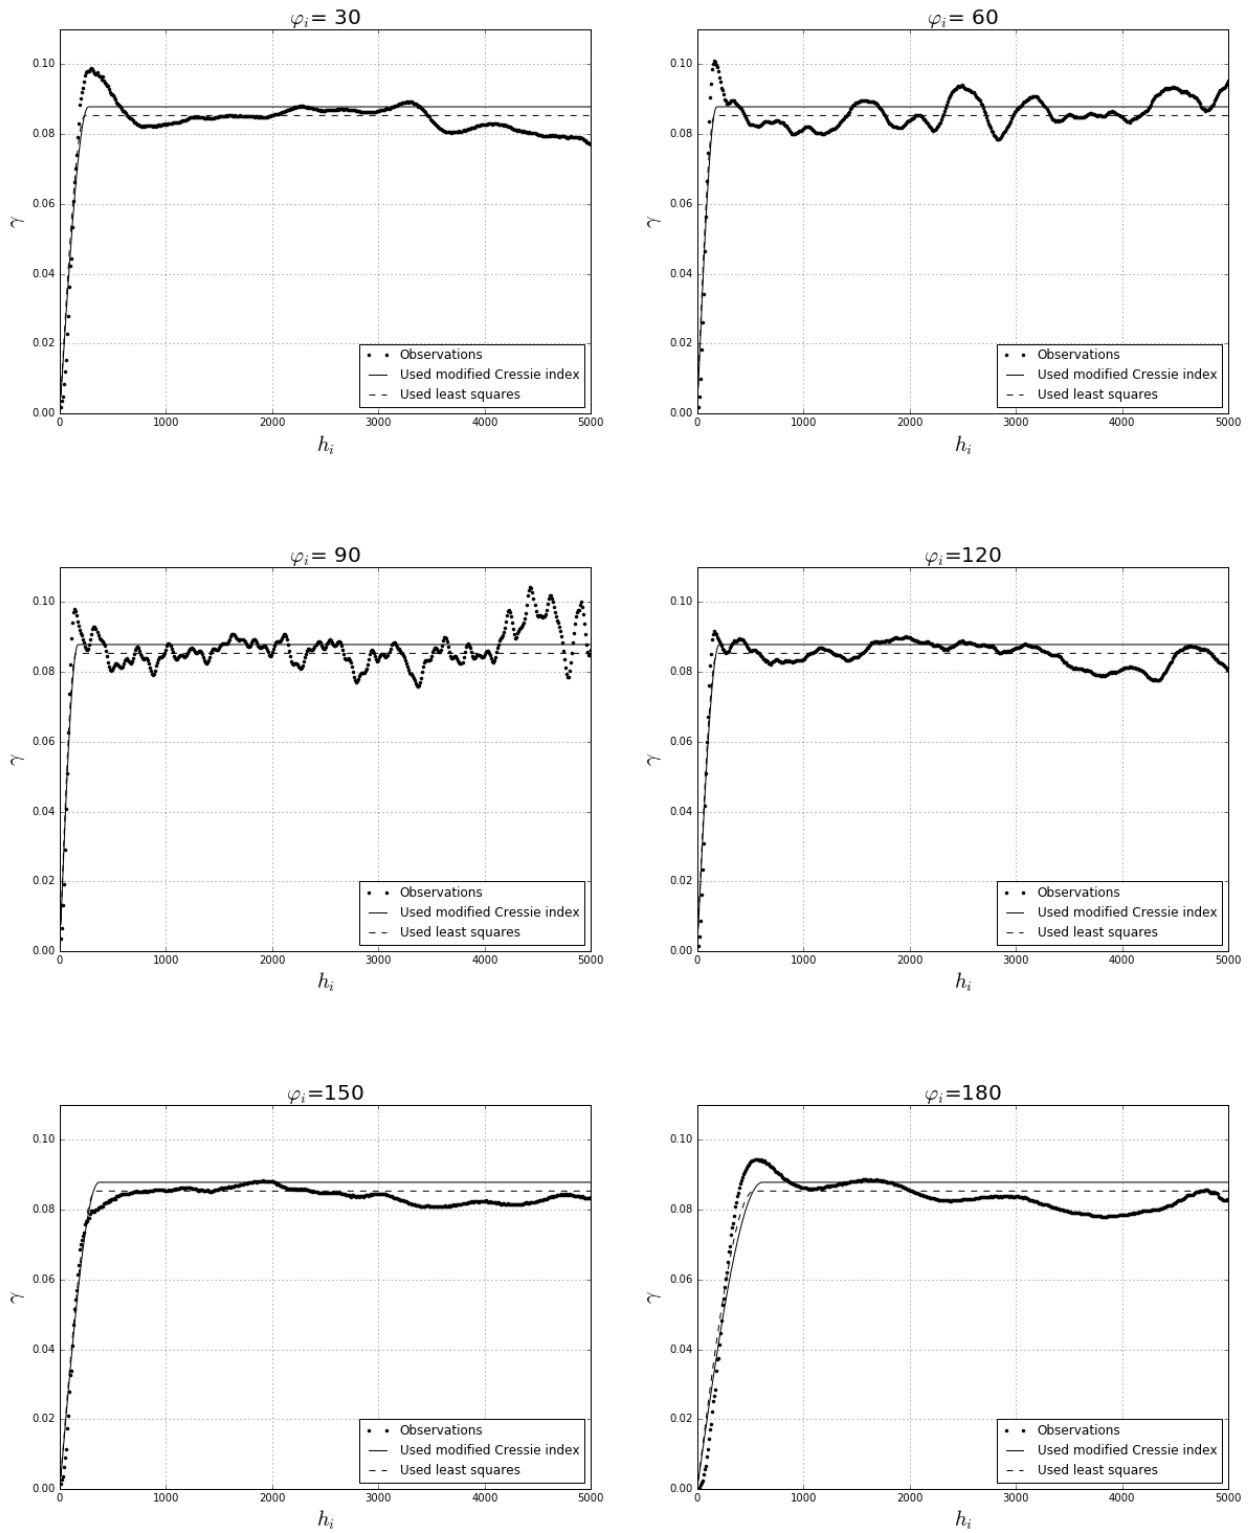 φᵢ= 30
0.10
0.08
0.06
0.04
0.02
0.00
γ
0 1000 2000 3000 4000 5000
hᵢ
Observations
Used modified Cressie index
Used least squares
φᵢ= 60
0.10
0.08
0.06
0.04
0.02
0.00
γ
0 1000 2000 3000 4000 5000
hᵢ
Observations
Used modified Cressie index
Used least squares
φᵢ= 90
0.10
0.08
0.06
0.04
0.02
0.00
γ
0 1000 2000 3000 4000 5000
hᵢ
Observations
Used modified Cressie index
Used least squares
φᵢ=120
0.10
0.08
0.06
0.04
0.02
0.00
γ
0 1000 2000 3000 4000 5000
hᵢ
Observations
Used modified Cressie index
Used least squares
φᵢ=150
0.10
0.08
0.06
0.04
0.02
0.00
γ
0 1000 2000 3000 4000 5000
hᵢ
Observations
Used modified Cressie index
Used least squares
φᵢ=180
0.10
0.08
0.06
0.04
0.02
0.00
γ
0 1000 2000 3000 4000 5000
hᵢ
Observations
Used modified Cressie index
Used least squares